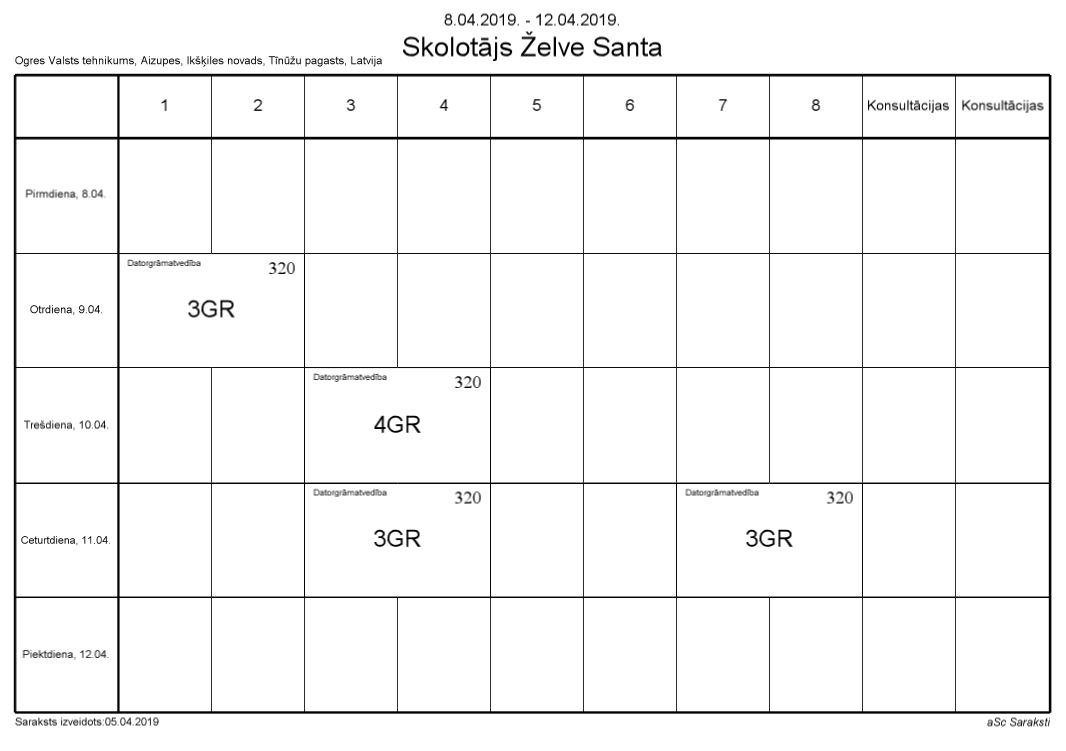 8.04.2019. - 12.04.2019.
Skolotājs Želve Santa
Ogres Valsts tehnikums, Aizupes, Ikšķiles novads, Tīnūžu pagasts, Latvija
1 2 3 4 5 6 7 8 Konsultācijas Konsultācijas
Pirmdiena, 8.04.
Datorgrāmatvedība 320
Otrdiena, 9.04. 3GR
Datorgrāmatvedība 320
Trešdiena, 10.04. 4GR
Datorgrāmatvedība 320 Datorgrāmatvedība 320
Ceturtdiena, 11.04. 3GR 3GR
Piektdiena, 12.04.
Saraksts izveidots:05.04.2019 aSc Saraksti